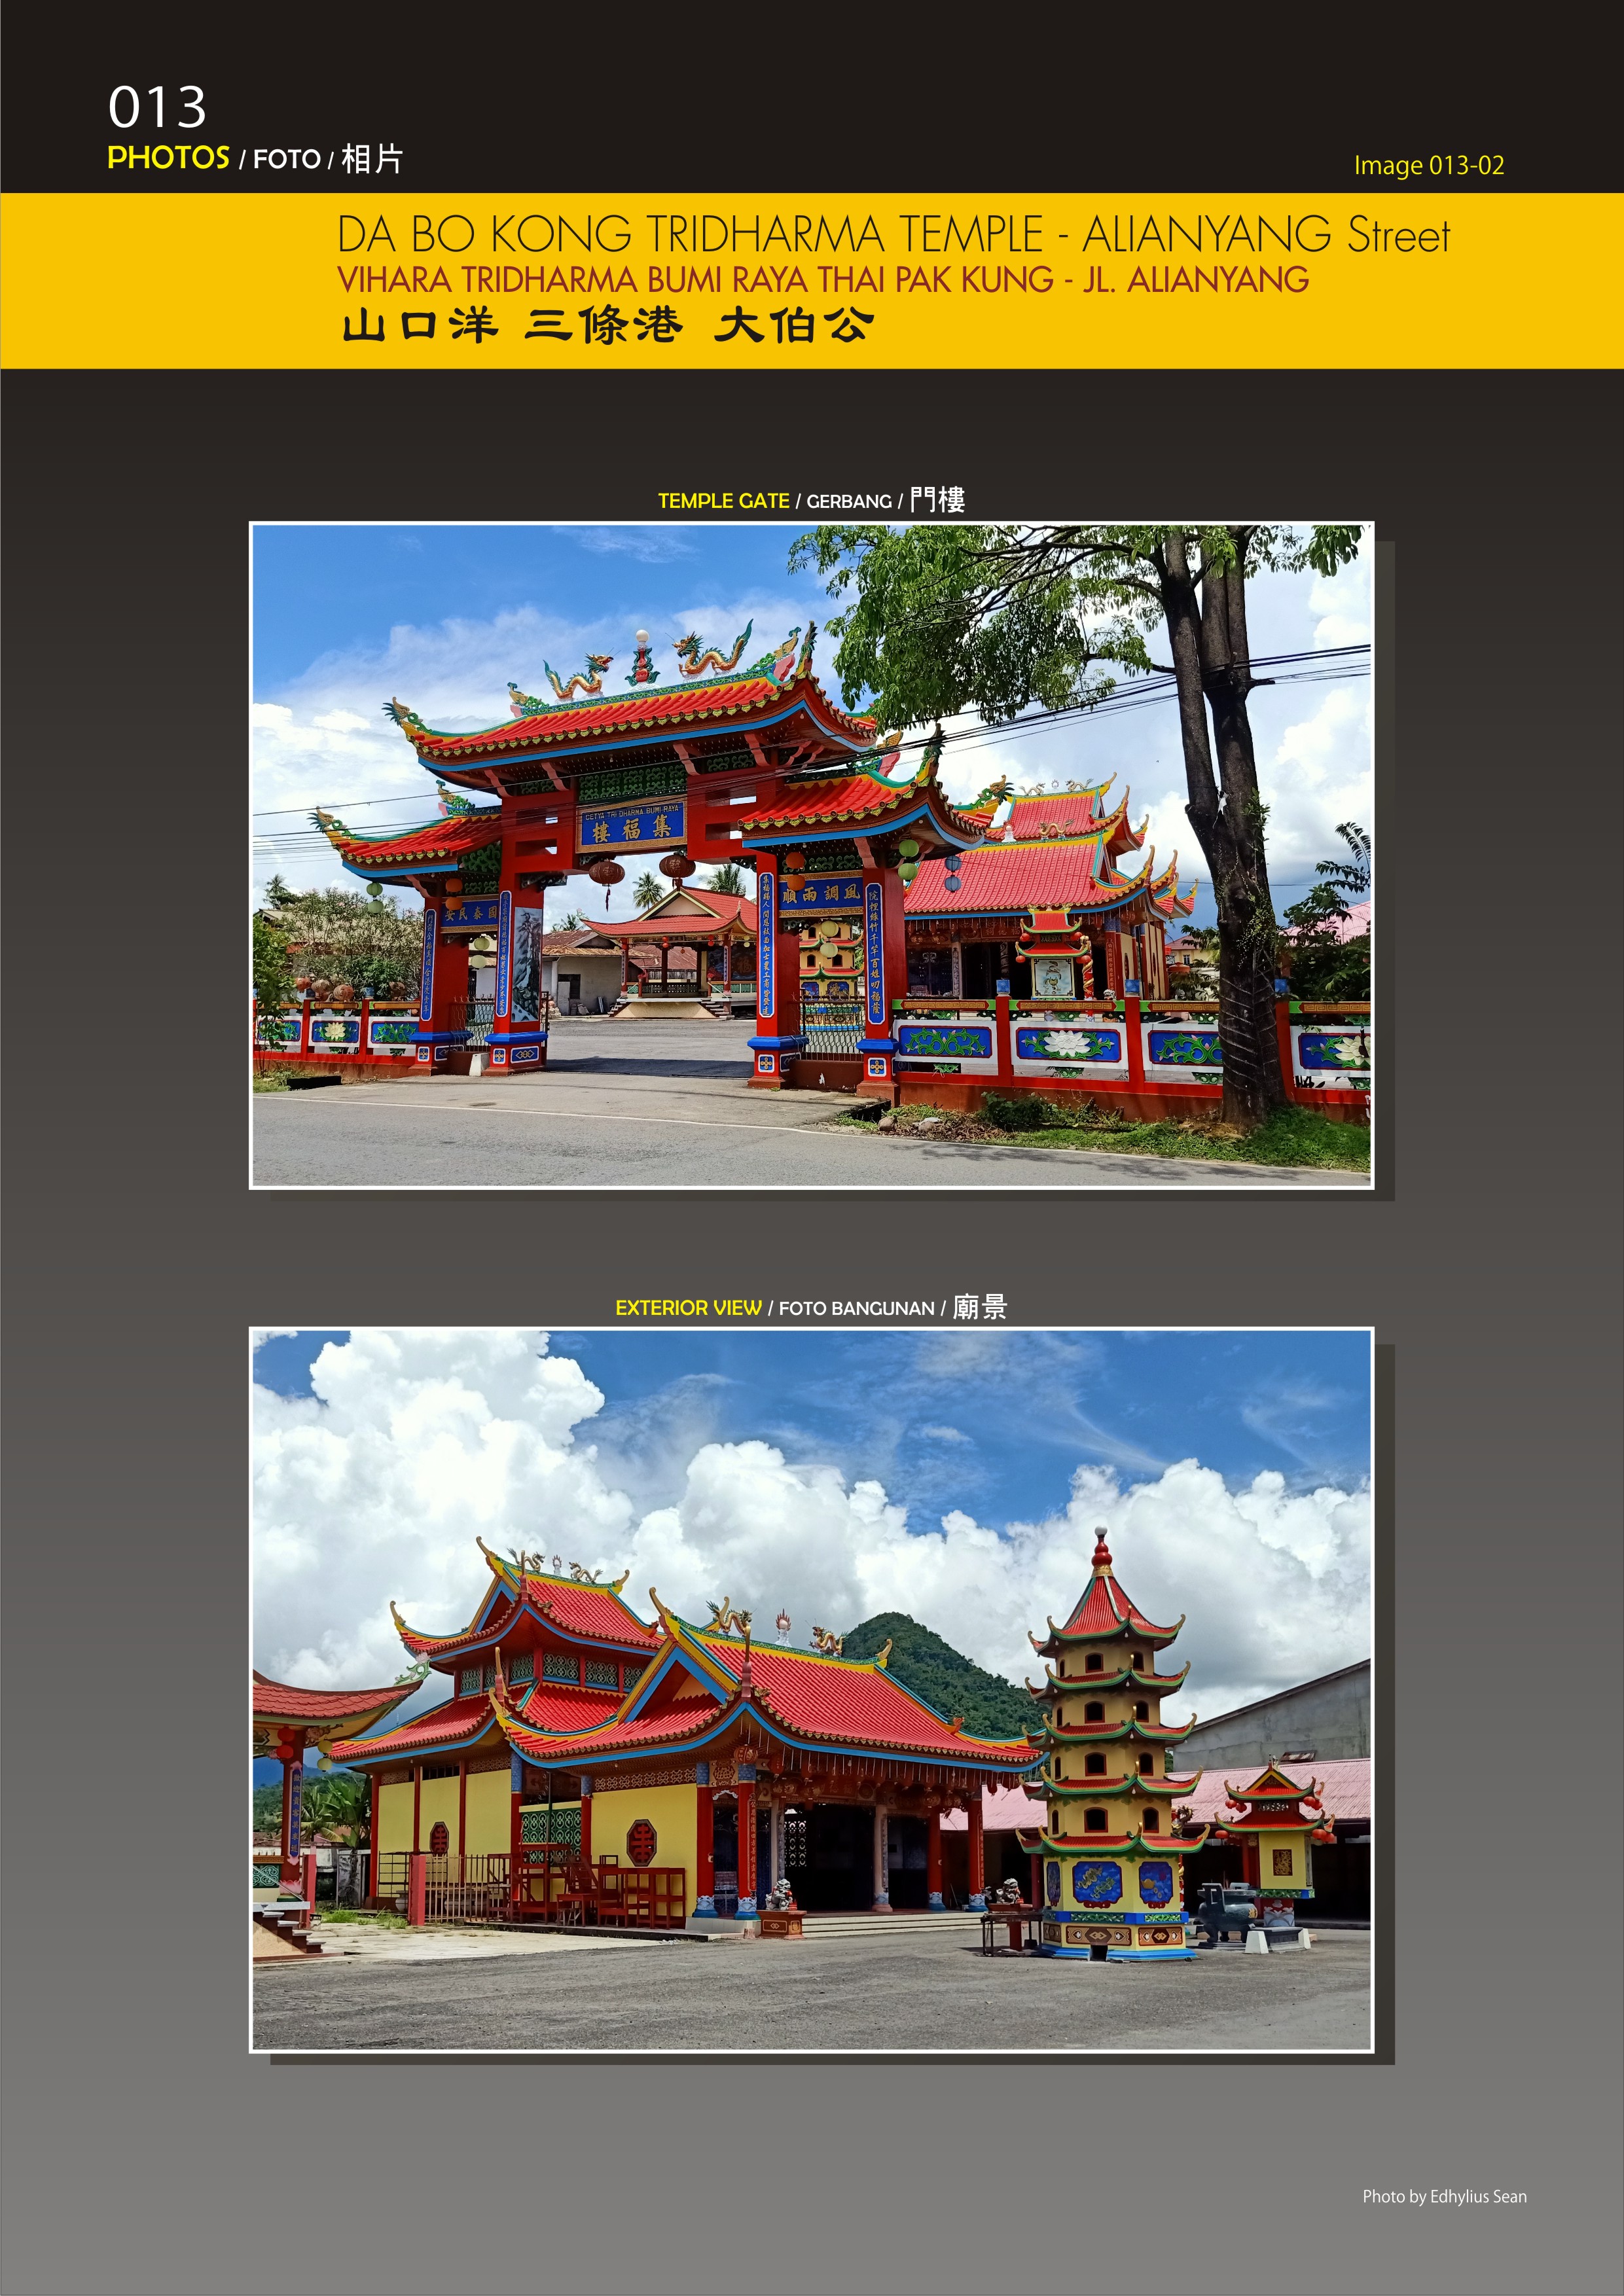 013
PHOTOS / FOTO / 相片
Image 013-02
DA BO KONG TRIDHARMA TEMPLE - ALIANYANG Street
VIHARA TRIDHARMA BUMI RAYA THAI PAK KUNG - JL. ALIANYANG
山口洋 三條港 大伯公
TEMPLE GATE / GERBANG / 門樓
CETYA TRI DHARMA BUMI RAYA
樓福集
安民泰國
順雨調風
EXTERIOR VIEW / FOTO BANGUNAN / 廟景
Photo by Edhylius Sean